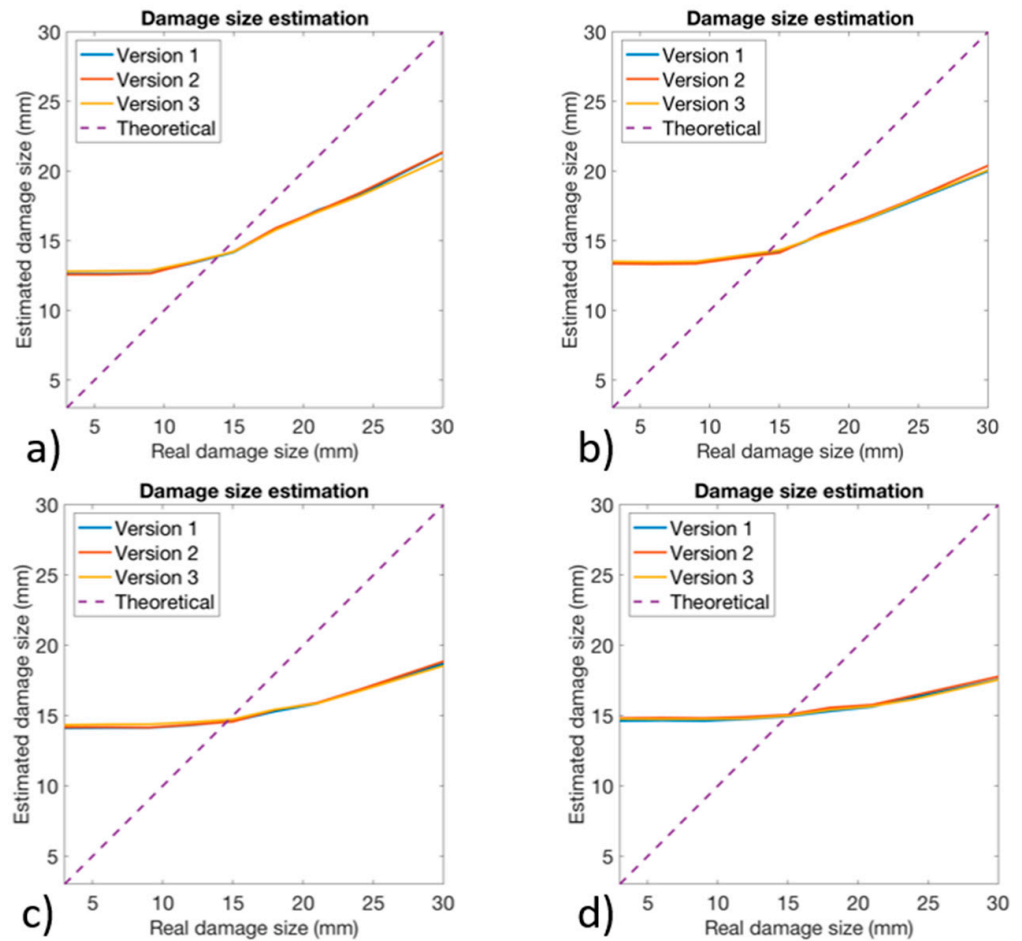 Damage size estimation
30
25
20
15
10
5
Estimated damage size (mm)
Version 1
Version 2
Version 3
Theoretical
5 10 15 20 25 30
Real damage size (mm)
a)
Damage size estimation
30
25
20
15
10
5
Estimated damage size (mm)
Version 1
Version 2
Version 3
Theoretical
5 10 15 20 25 30
Real damage size (mm)
b)
Damage size estimation
30
25
20
15
10
5
Estimated damage size (mm)
Version 1
Version 2
Version 3
Theoretical
5 10 15 20 25 30
Real damage size (mm)
c)
Damage size estimation
30
25
20
15
10
5
Estimated damage size (mm)
Version 1
Version 2
Version 3
Theoretical
5 10 15 20 25 30
Real damage size (mm)
d)